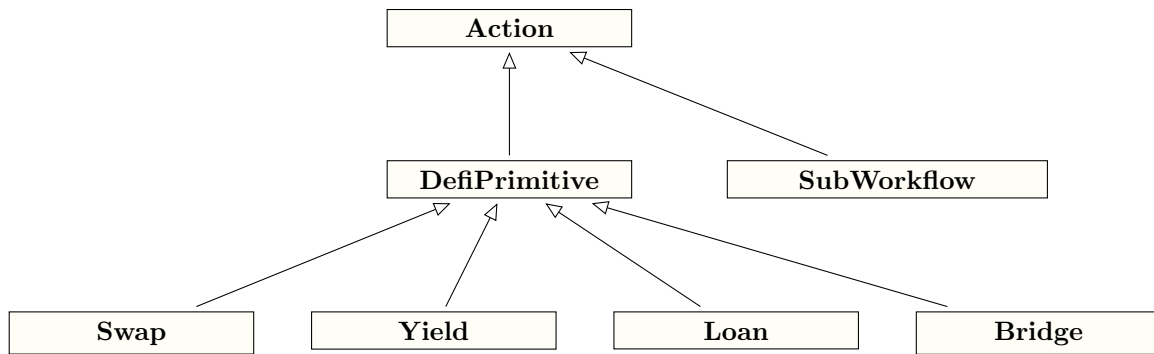 Action
DefiPrimitive
SubWorkflow
Swap
Yield
Loan
Bridge